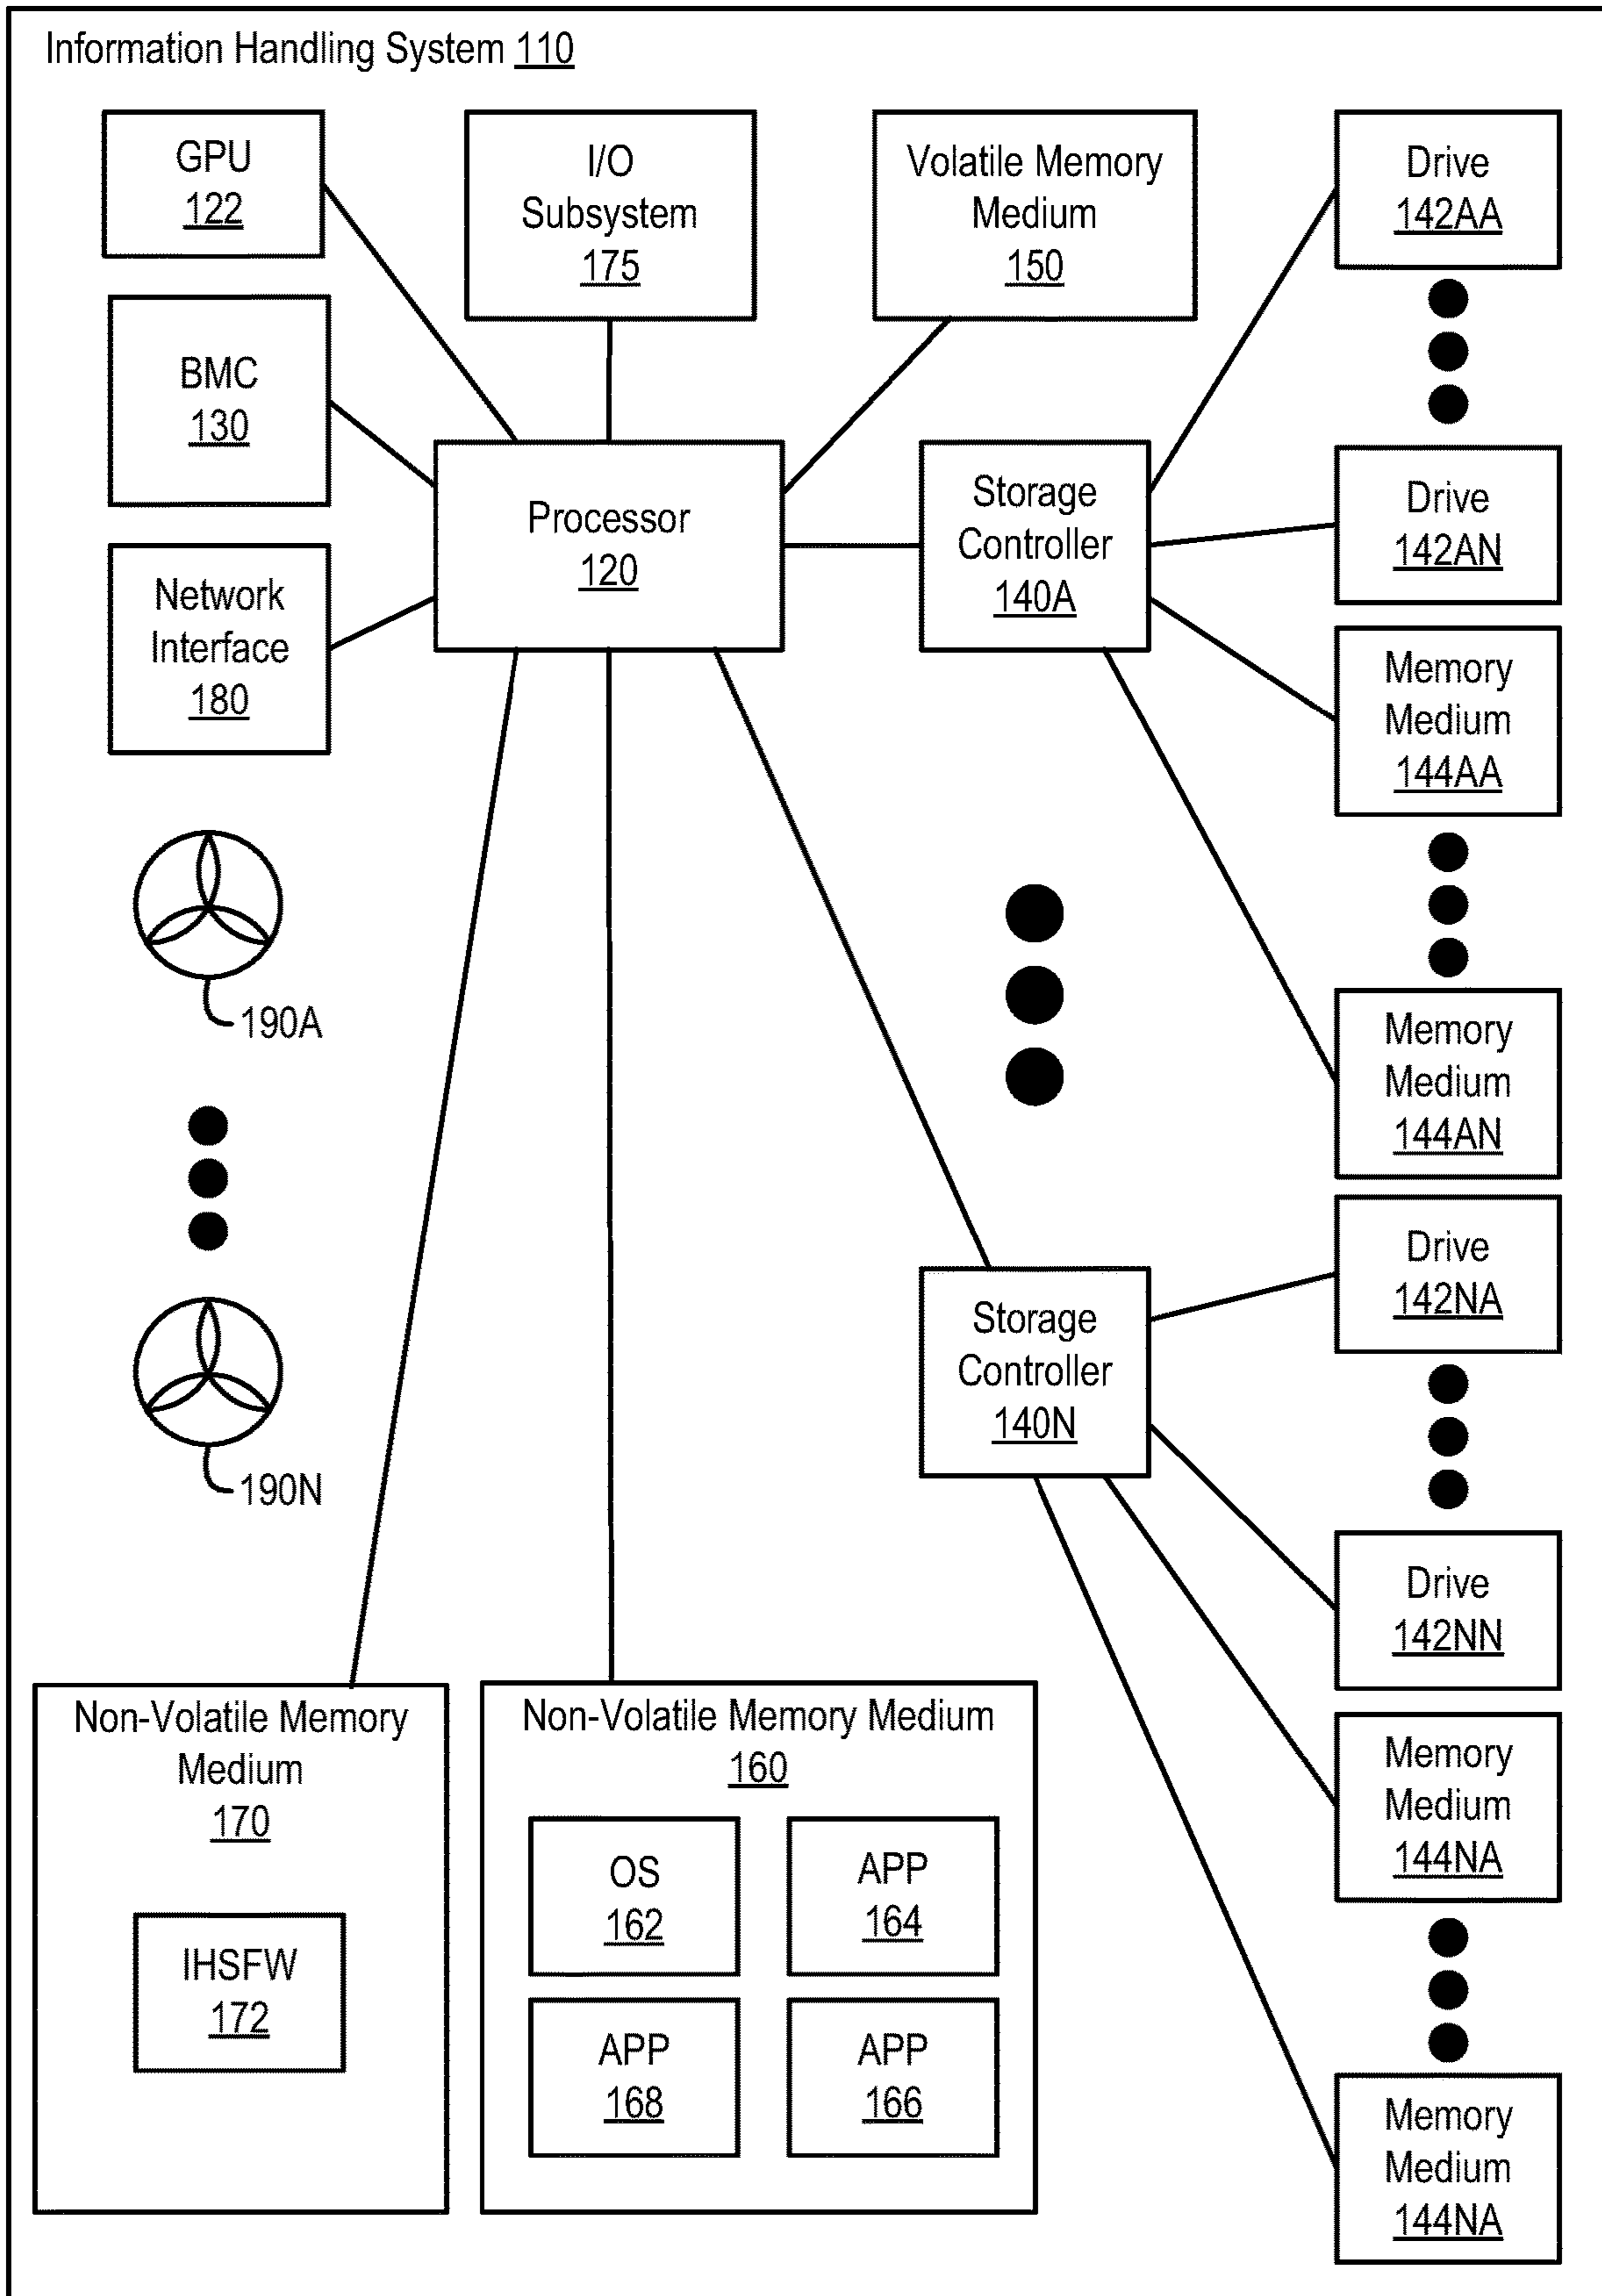 Information Handling System 110
GPU
122
I/O
Subsystem
175
Volatile Memory
Medium
150
Drive
142AA
BMC
130
Processor
120
Storage
Controller
140A
Drive
142AN
Network
Interface
180
Memory
Medium
144AA
190A
Memory
Medium
144AN
190N
Storage
Controller
140N
Drive
142NA
Drive
142NN
Non-Volatile Memory
Medium
170
IHSFW
172
Non-Volatile Memory Medium
160
OS
162
APP
164
APP
168
APP
166
Memory
Medium
144NA
Memory
Medium
144NA